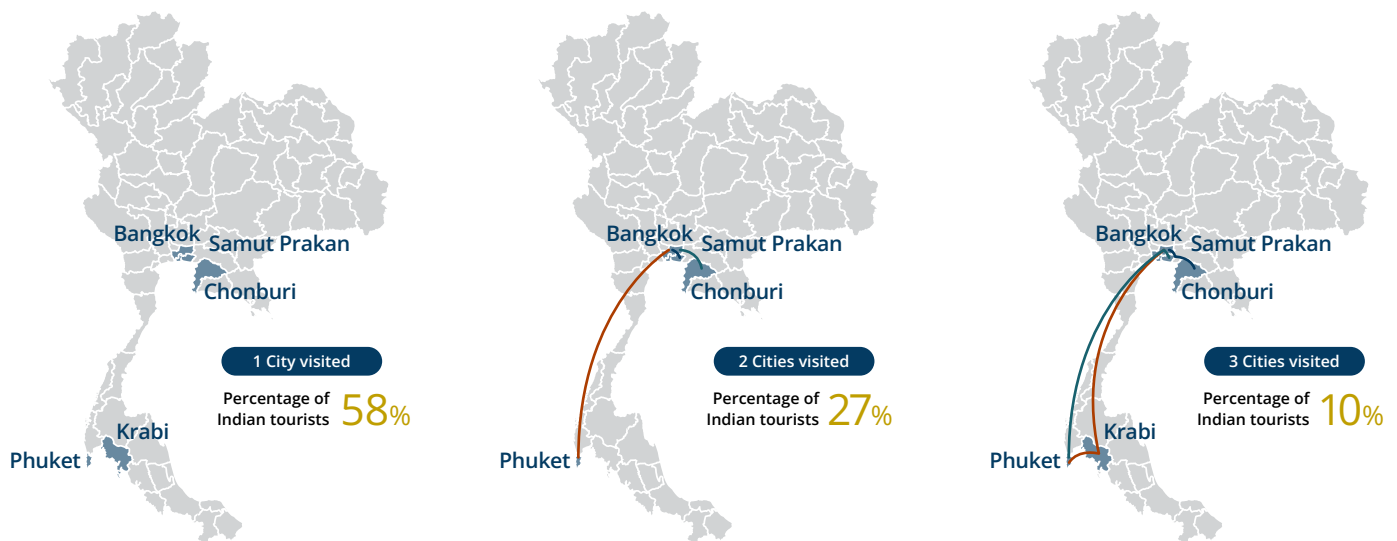 Bangkok
Samut Prakan
Chonburi
1 City visited
Percentage of
Indian tourists 58%
Krabi
Phuket
Bangkok
Samut Prakan
Chonburi
2 Cities visited
Percentage of
Indian tourists 27%
Phuket
Bangkok
Samut Prakan
Chonburi
3 Cities visited
Percentage of
Indian tourists 10%
Krabi
Phuket